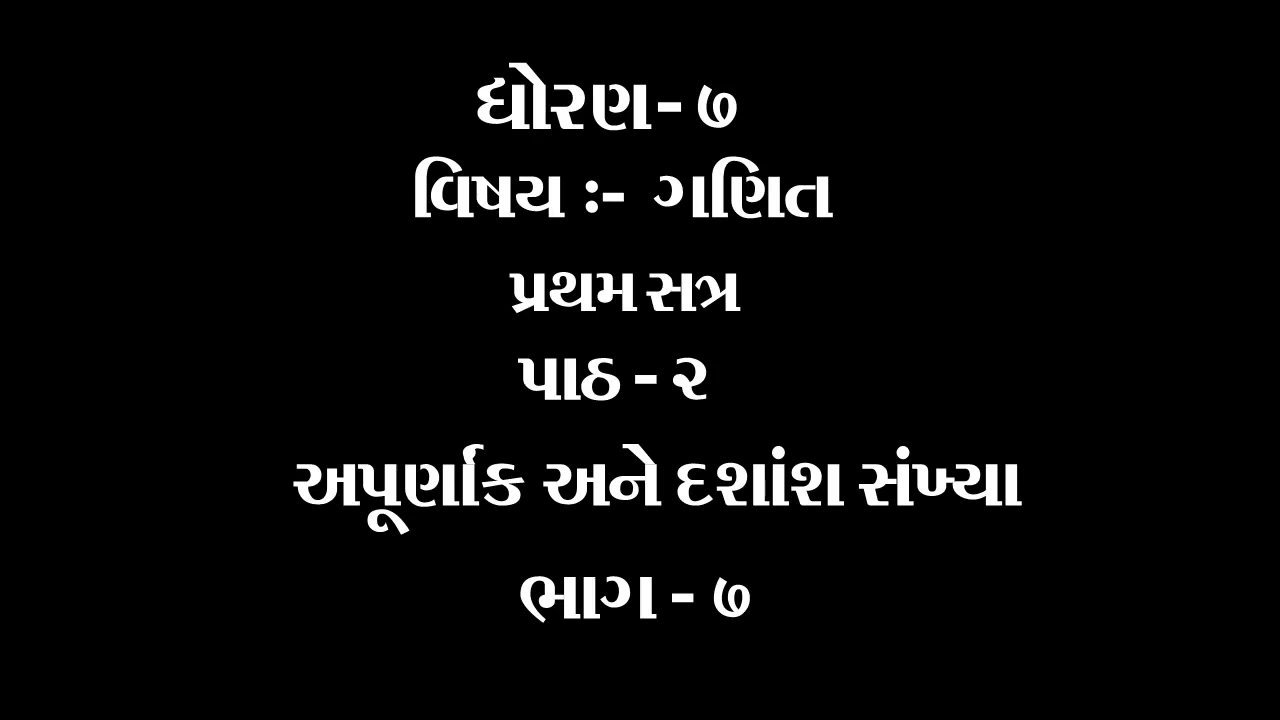 ધોરણ- ૭
વિષય :- ગણિત
પ્રથમ સત્ર
પાઠ - ૨
અપૂર્ણાંક અને દશાંશ સંખ્યા
ભાગ - ૭